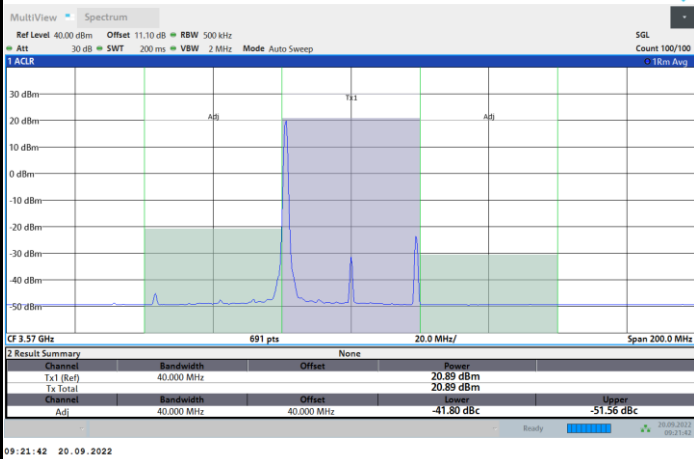 MultiView Spectrum
Ref Level 40.00 dBm Offset 11.10 dB RBW 500 kHz SGL
Att 30 dB SWT 200 ms VBW 2 MHz Mode Auto Sweep Count 100/100
1 ACLR 1Rm Avg
30 dBm
Tx1
20 dBm Adj Adj
10 dBm
0 dBm
-10 dBm
-20 dBm
-30 dBm
-40 dBm
-50 dBm
CF 3.57 GHz 691 pts 20.0 MHz/ Span 200.0 MHz
2 Result Summary None
Channel Bandwidth Offset Power
Tx1 (Ref) 40.000 MHz 20.89 dBm
Tx Total 20.89 dBm
Channel Bandwidth Offset Lower Upper
Adj 40.000 MHz 40.000 MHz -41.80 dBc -51.56 dBc
Ready 20.09.2022
09:21:42
09:21:42 20.09.2022